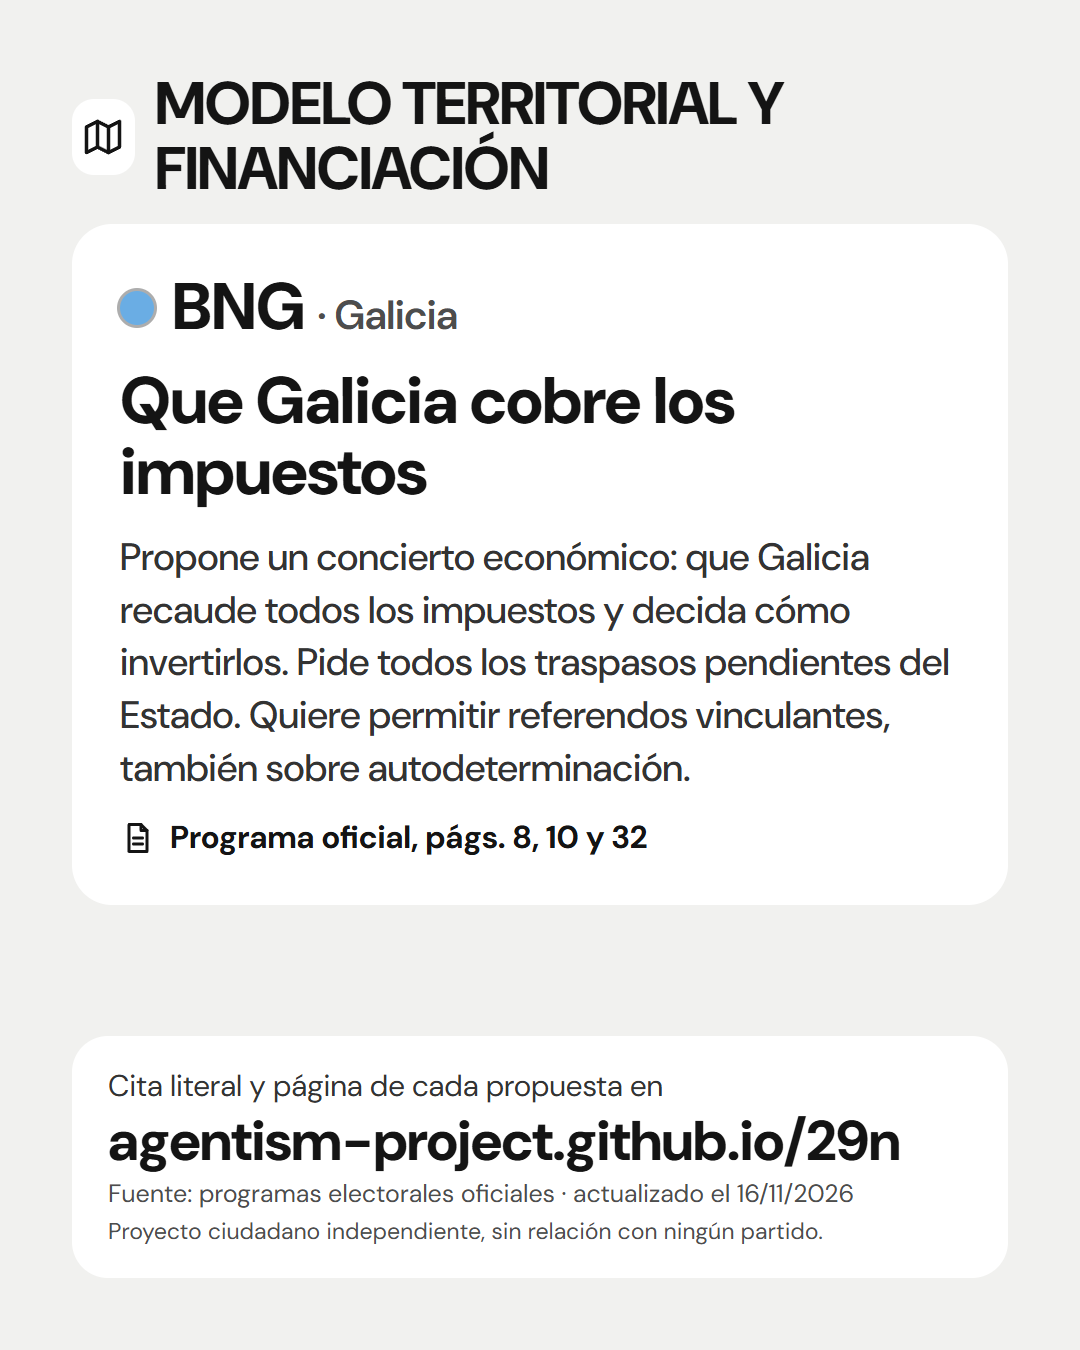 MODELO TERRITORIAL Y
FINANCIACIÓN
BNG · Galicia
Que Galicia cobre los
impuestos
Propone un concierto económico: que Galicia
recaude todos los impuestos y decida cómo
invertirlos. Pide todos los traspasos pendientes del
Estado. Quiere permitir referendos vinculantes,
también sobre autodeterminación.
Programa oficial, págs. 8, 10 y 32
Cita literal y página de cada propuesta en
agentism-project.github.io/29n
Fuente: programas electorales oficiales · actualizado el 16/11/2026
Proyecto ciudadano independiente, sin relación con ningún partido.